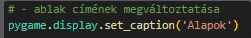 # - ablak címének megváltoztatása
pygame.display.set_caption('Alapok')